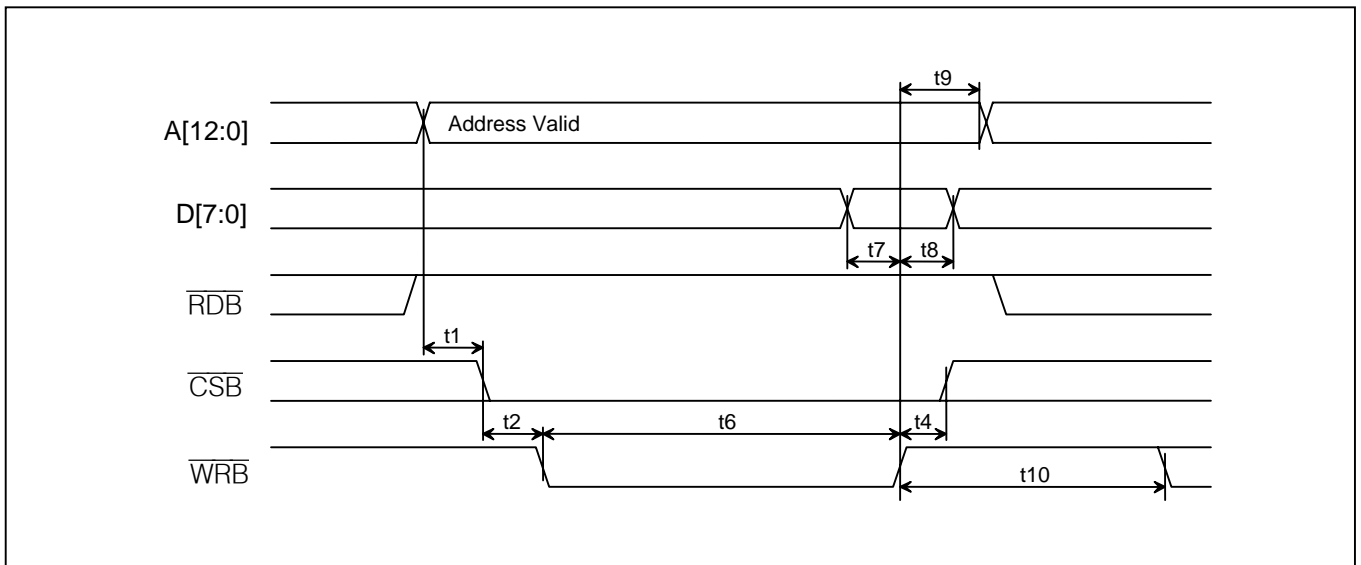 t9
A[12:0]
Address Valid
D[7:0]
t7
t8
RDB
t1
CSB
t2
t6
t4
WRB
t10